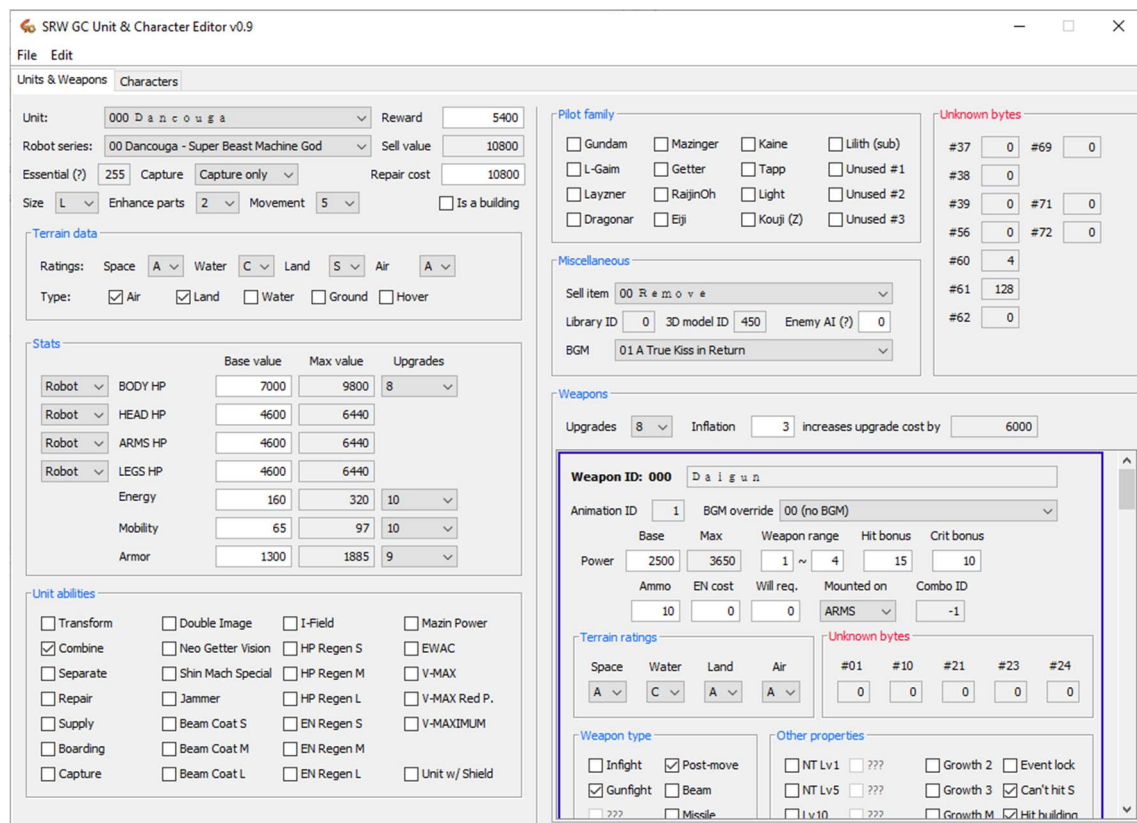 SRW GC Unit & Character Editor v0.9
File Edit
Units & Weapons Characters
Unit: 000 Dancouga Reward 5400
Robot series: 00 Dancouga - Super Beast Machine God Sell value 10800
Essential (?) 255 Capture Capture only Repair cost 10800
Size L Enhance parts 2 Movement 5 Is a building
Terrain data
Ratings: Space A Water C Land S Air A
Type: Air Land Water Ground Hover
Stats
Base value Max value Upgrades
Robot BODY HP 7000 9800 8
Robot HEAD HP 4600 6440
Robot ARMS HP 4600 6440
Robot LEGS HP 4600 6440
Energy 160 320 10
Mobility 65 97 10
Armor 1300 1885 9
Unit abilities
Transform Double Image I-Field Mazin Power
Combine Neo Getter Vision HP Regen S EWAC
Separate Shin Mach Special HP Regen M V-MAX
Repair Jammer HP Regen L V-MAX Red P.
Supply Beam Coat S EN Regen S V-MAXIMUM
Boarding Beam Coat M EN Regen M
Capture Beam Coat L EN Regen L Unit w/ Shield
Pilot family
Gundam Mazinger Kaine Lilith (sub)
L-Gaim Getter Tapp Unused #1
Layzner RaijinOh Light Unused #2
Dragonar Eiji Kouji (Z) Unused #3
Miscellaneous
Sell item 00 Remove
Library ID 0 3D model ID 450 Enemy AI (?) 0
BGM 01 A True Kiss in Return
Unknown bytes
#37 0 #69 0
#38 0
#39 0 #71 0
#56 0 #72 0
#60 4
#61 128
#62 0
Weapons
Upgrades 8 Inflation 3 increases upgrade cost by 6000
Weapon ID: 000 Daigun
Animation ID 1 BGM override 00 (no BGM)
Base Max Weapon range Hit bonus Crit bonus
Power 2500 3650 1 ~ 4 15 10
Ammo EN cost Will req. Mounted on Combo ID
10 0 0 ARMS -1
Terrain ratings
Space Water Land Air
A C A A
Unknown bytes
#01 #10 #21 #23 #24
0 0 0 0 0
Weapon type
Infight Post-move
Gunfight Beam
??? Missile
Other properties
NT Lv1 ??? Growth 2 Event lock
NT Lv5 ??? Growth 3 Can't hit S
Lv10 ??? Growth M Hit building